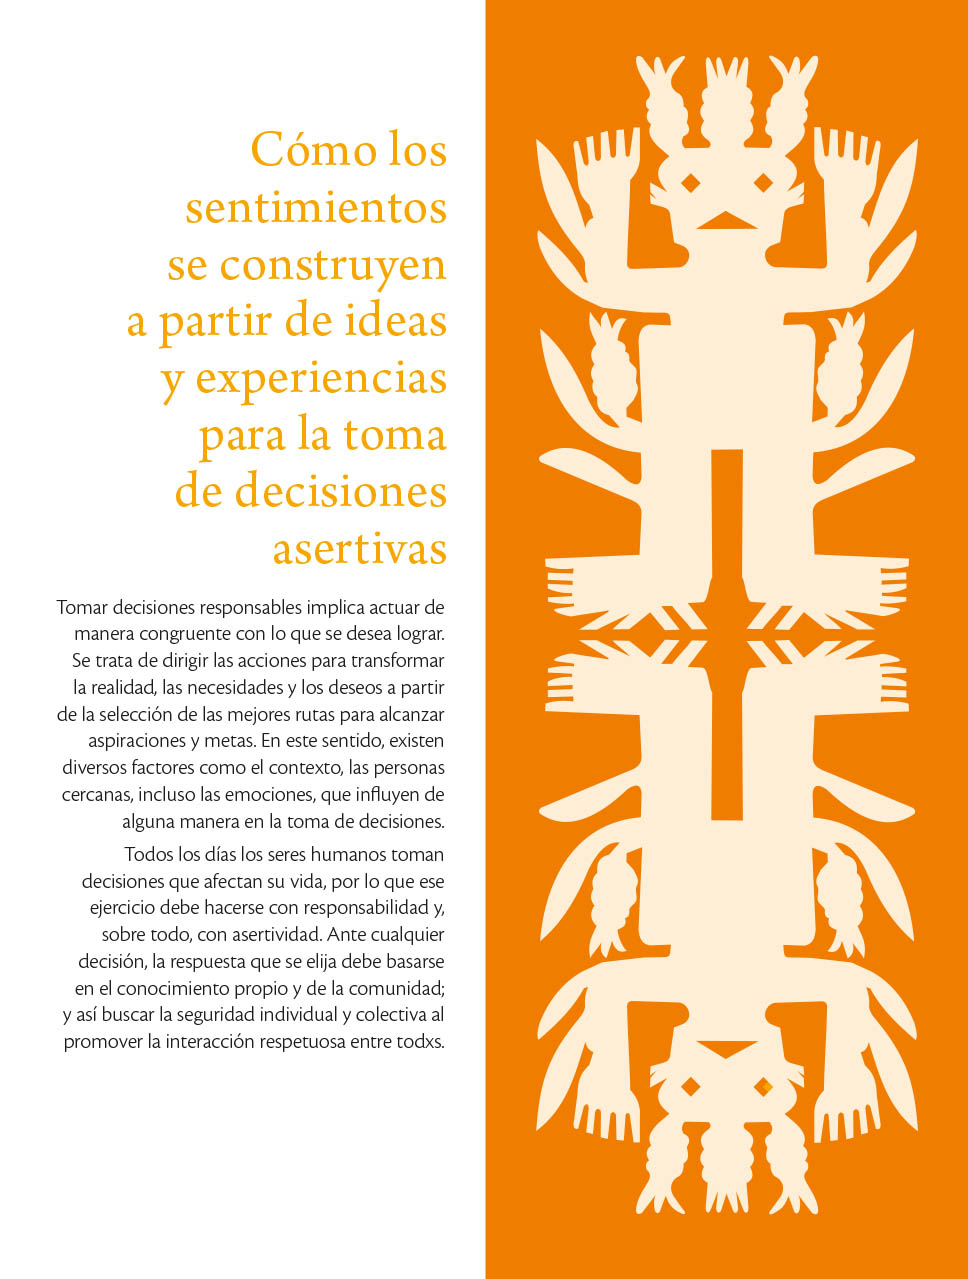 Cómo los
sentimientos
se construyen
a partir de ideas
y experiencias
para la toma
de decisiones
asertivas
Tomar decisiones responsables implica actuar de
manera congruente con lo que se desea lograr.
Se trata de dirigir las acciones para transformar
la realidad, las necesidades y los deseos a partir
de la selección de las mejores rutas para alcanzar
aspiraciones y metas. En este sentido, existen
diversos factores como el contexto, las personas
cercanas, incluso las emociones, que influyen de
alguna manera en la toma de decisiones.
Todos los días los seres humanos toman
decisiones que afectan su vida, por lo que ese
ejercicio debe hacerse con responsabilidad y,
sobre todo, con asertividad. Ante cualquier
decisión, la respuesta que se elija debe basarse
en el conocimiento propio y de la comunidad;
y así buscar la seguridad individual y colectiva al
promover la interacción respetuosa entre todxs.